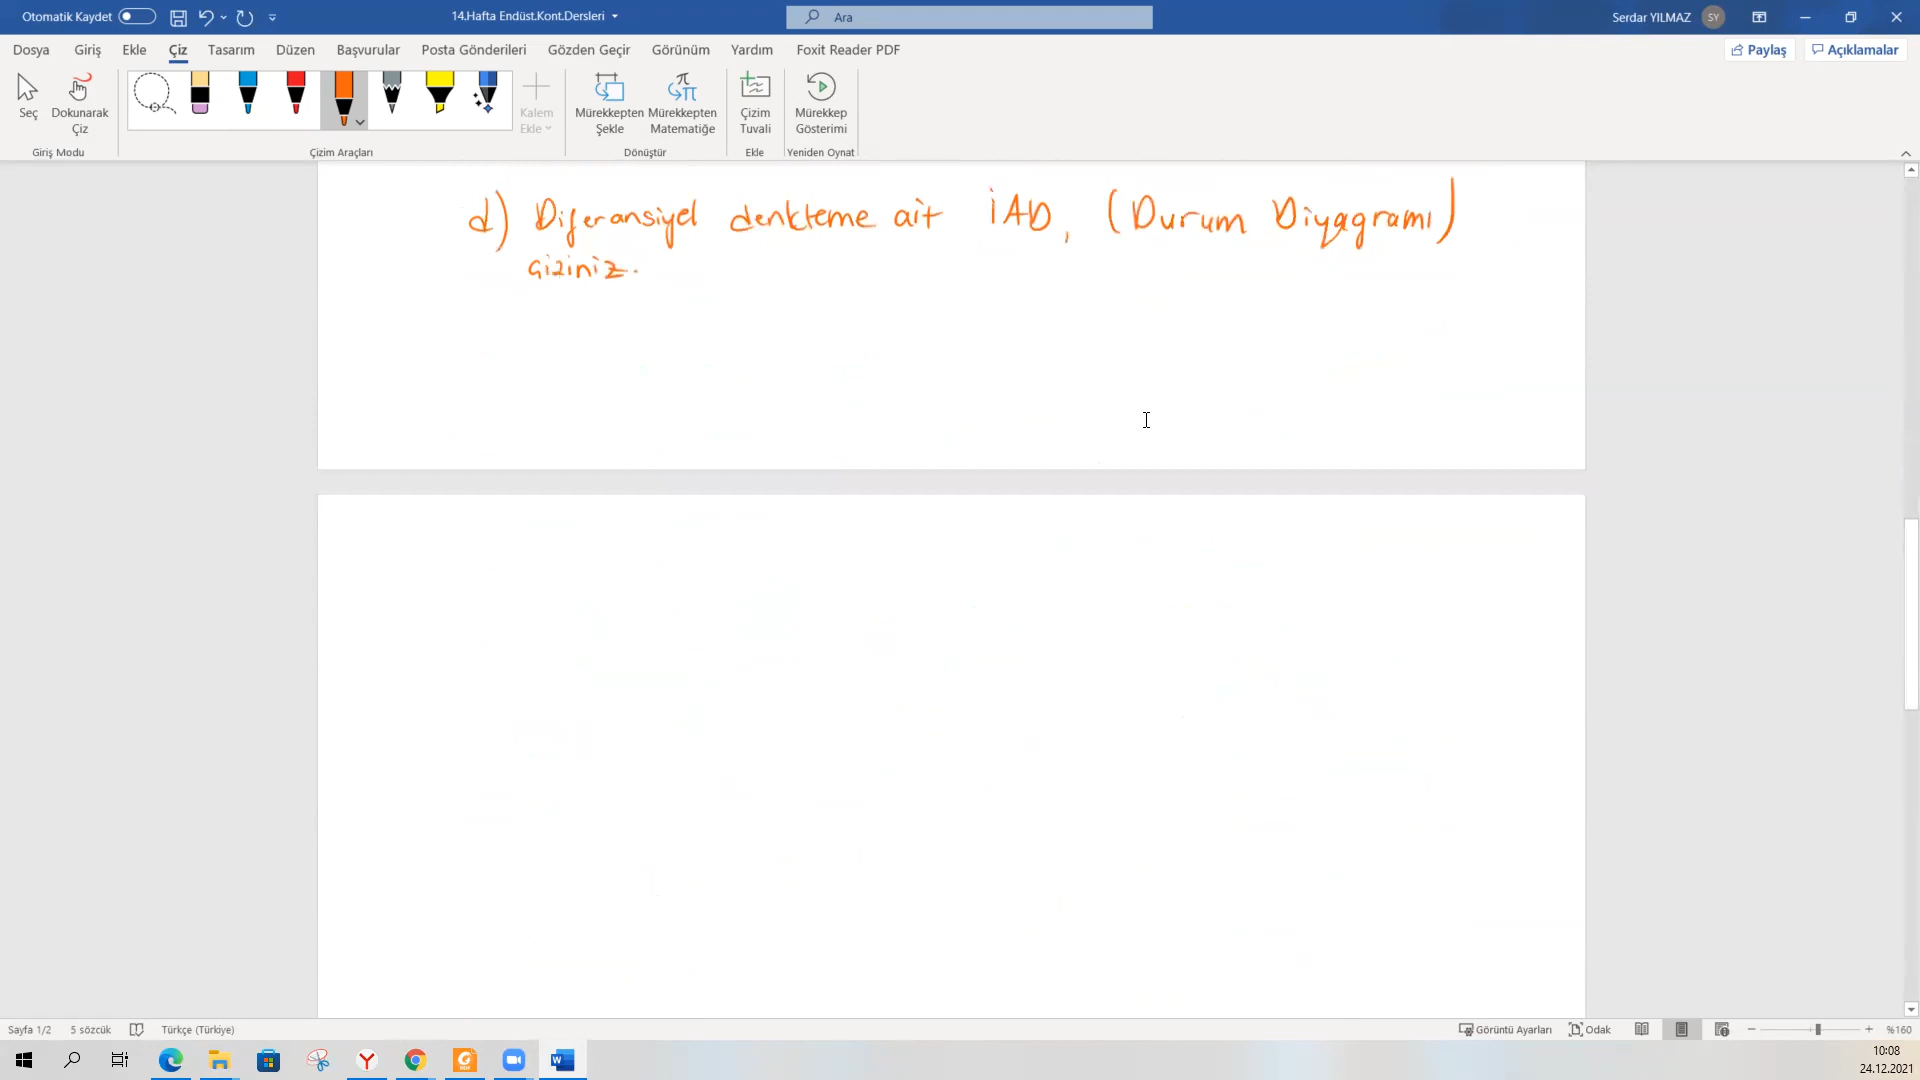 Otomatik Kaydet
14.Hafta Endüst.Kont.Dersleri
Ara
Serdar YILMAZ
SY
Dosya Giriş Ekle Çiz Tasarım Düzen Başvurular Posta Gönderileri Gözden Geçir Görünüm Yardım Foxit Reader PDF
Paylaş
Açıklamalar
Seç
Dokunarak Çiz
Kalem Ekle
Mürekkepten Şekle
Mürekkepten Matematiğe
Çizim Tuvali
Mürekkep Gösterimi
Giriş Modu
Çizim Araçları
Dönüştür
Ekle
Yeniden Oynat
d) Diferansiyel denkleme ait İAD, (Durum Diyagramı)
çiziniz.
Sayfa 1/2 5 sözcük Türkçe (Türkiye)
Görüntü Ayarları Odak %160
10:08
24.12.2021